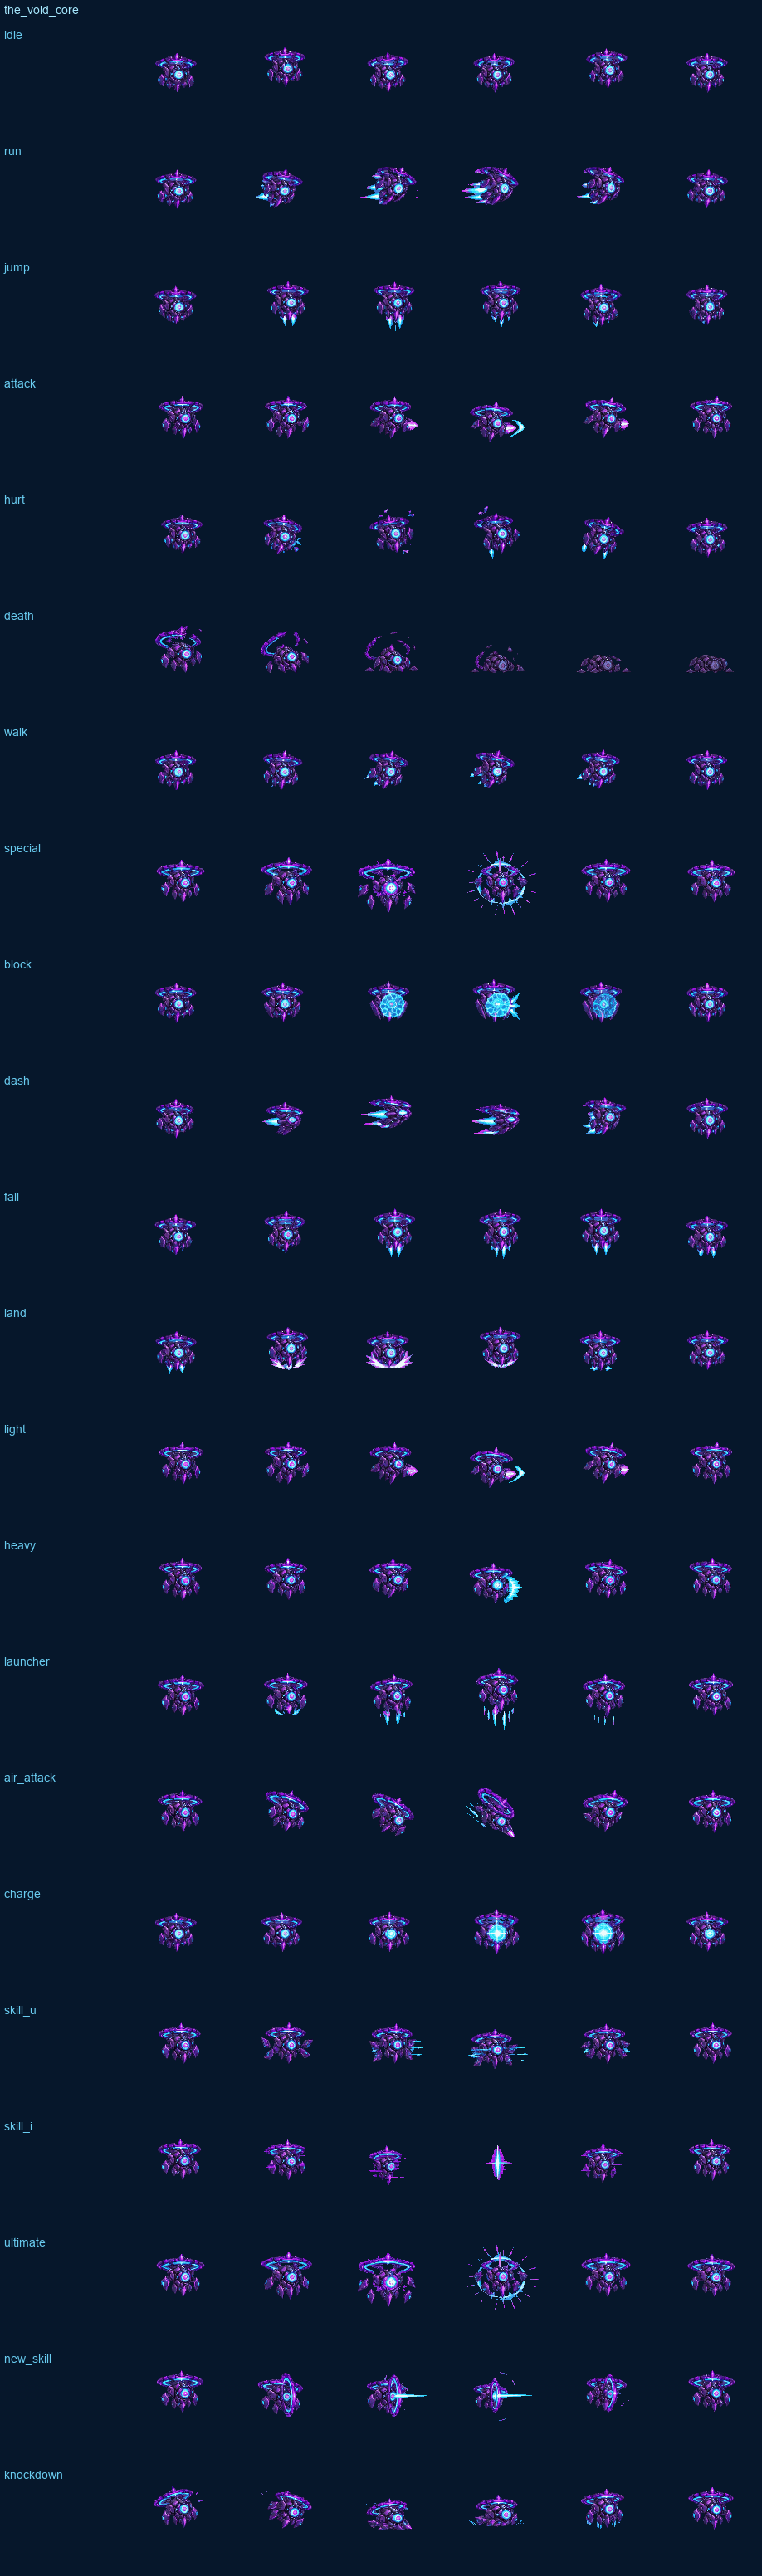 the_void_core
idle
run
jump
attack
hurt
death
walk
special
block
dash
fall
land
light
heavy
launcher
air_attack
charge
skill_u
skill_i
ultimate
new_skill
knockdown